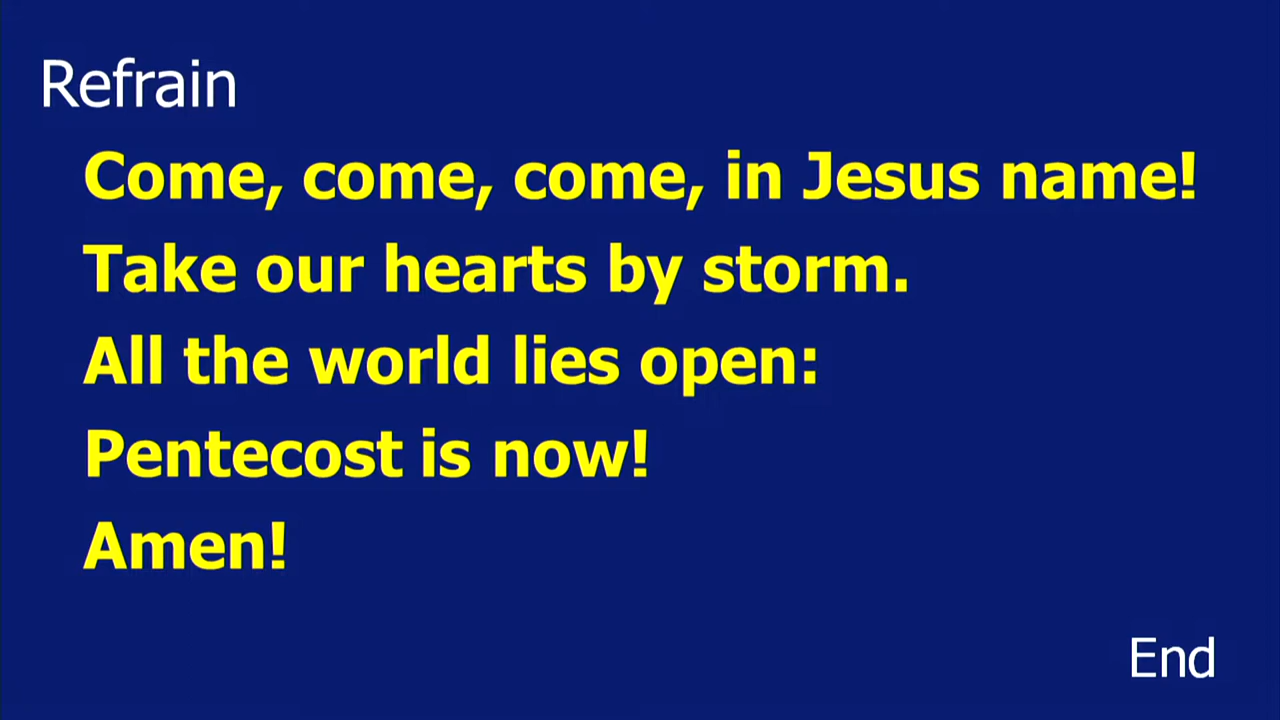 Refrain
Come, come, come, in Jesus name!
Take our hearts by storm.
All the world lies open:
Pentecost is now!
Amen!
End